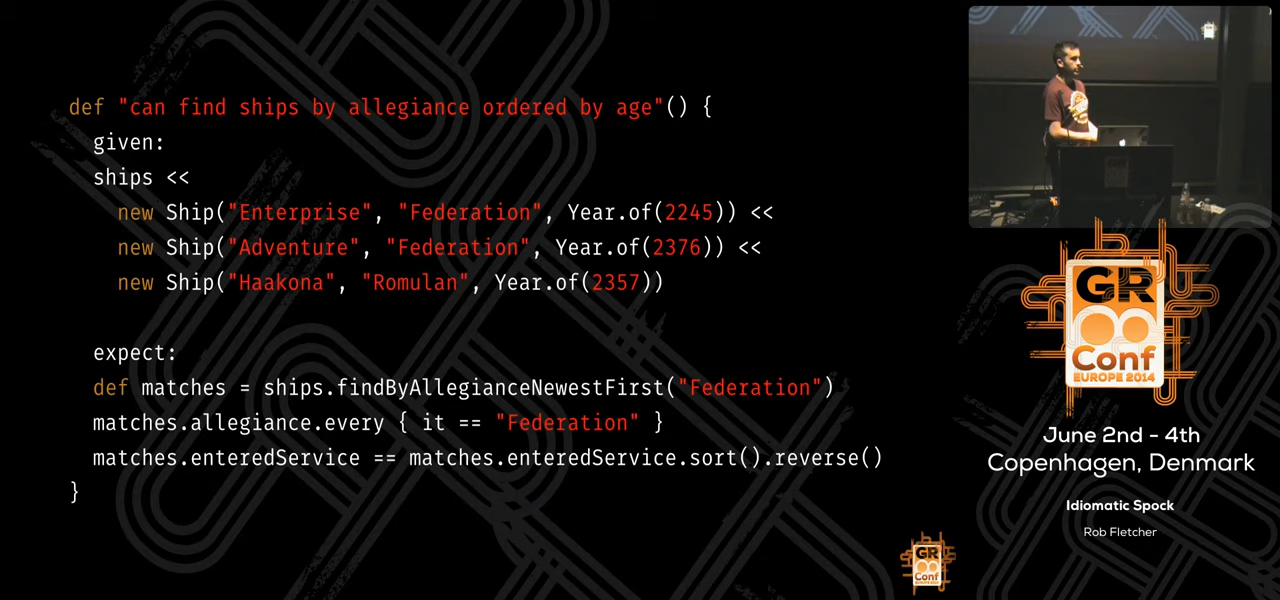 def "can find ships by allegiance ordered by age"() {
given:
ships <<
new Ship("Enterprise", "Federation", Year.of(2245)) <<
new Ship("Adventure", "Federation", Year.of(2376)) <<
new Ship("Haakona", "Romulan", Year.of(2357))
expect:
def matches = ships.findByAllegianceNewestFirst("Federation")
matches.allegiance.every { it == "Federation" }
matches.enteredService == matches.enteredService.sort().reverse()
}
GR
Conf
EUROPE 2014
June 2nd - 4th
Copenhagen, Denmark
Idiomatic Spock
Rob Fletcher
GR
Conf